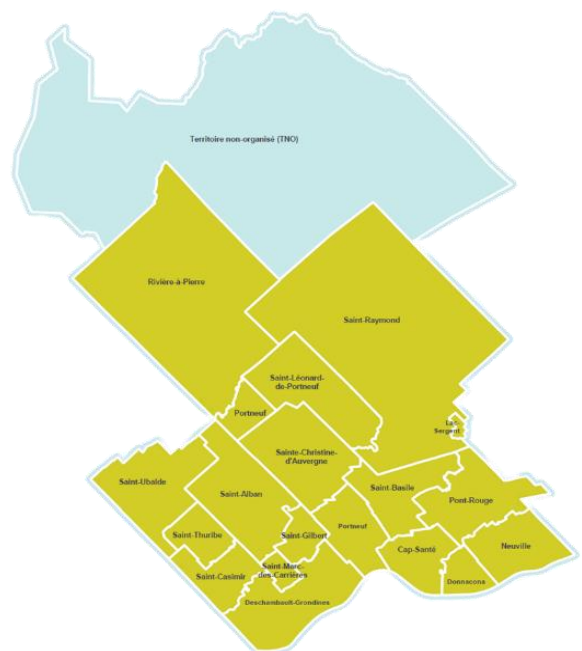 Territoire non-organisé (TNO)
Rivière-à-Pierre
Saint-Raymond
Saint-Léonard-
de-Portneuf
Portneuf
Lac-
Sergent
Sainte-Christine-
d'Auvergne
Saint-Ubalde
Saint-Basile
Saint-Alban
Pont-Rouge
Portneuf
Saint-Thuribe
Saint-Gilbert
Neuville
Cap-Santé
Saint-Marc-
des-Carrières
Saint-Casimir
Donnacona
Deschambault-Grondines